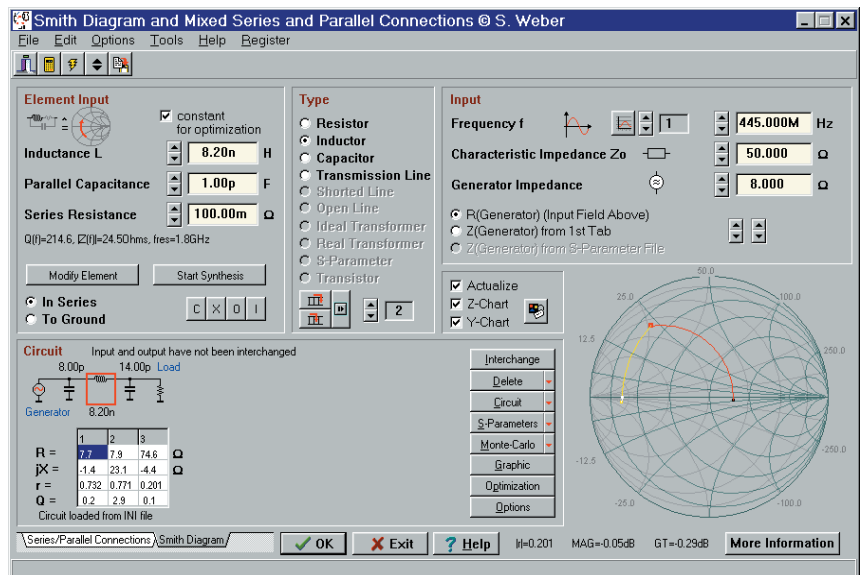 Smith Diagram and Mixed Series and Parallel Connections © S. Weber
File Edit Options Tools Help Register
Element Input
constant
for optimization
Inductance L 8.20n H
Parallel Capacitance 1.00p F
Series Resistance 100.00m Ω
Q(f)=214.6, |Z(f)|=24.5Ohms, fres=1.8GHz
Modify Element Start Synthesis
In Series
To Ground
C X O I
Type
Resistor
Inductor
Capacitor
Transmission Line
Shorted Line
Open Line
Ideal Transformer
Real Transformer
S-Parameter
Transistor
2
Input
Frequency f 1 445.000M Hz
Characteristic Impedance Zo 50.000 Ω
Generator Impedance 8.000 Ω
R(Generator) (Input Field Above)
Z(Generator) from 1st Tab
Z(Generator) from S-Parameter File
Actualize
Z-Chart
Y-Chart
Circuit Input and output have not been interchanged
8.00p 14.00p Load
Generator 8.20n
1 2 3
R = 7.7 7.9 74.6 Ω
jX = -1.4 23.1 -4.4 Ω
r = 0.732 0.771 0.201
Q = 0.2 2.9 0.1
Circuit loaded from INI file
Interchange
Delete
Circuit
S-Parameters
Monte-Carlo
Graphic
Optimization
Options
50.0
25.0 100.0
12.5 250.0
-12.5 -250.0
-25.0 -100.0
Series/Parallel Connections Smith Diagram
OK Exit Help |r|=0.201 MAG=-0.05dB GT=-0.29dB More Information